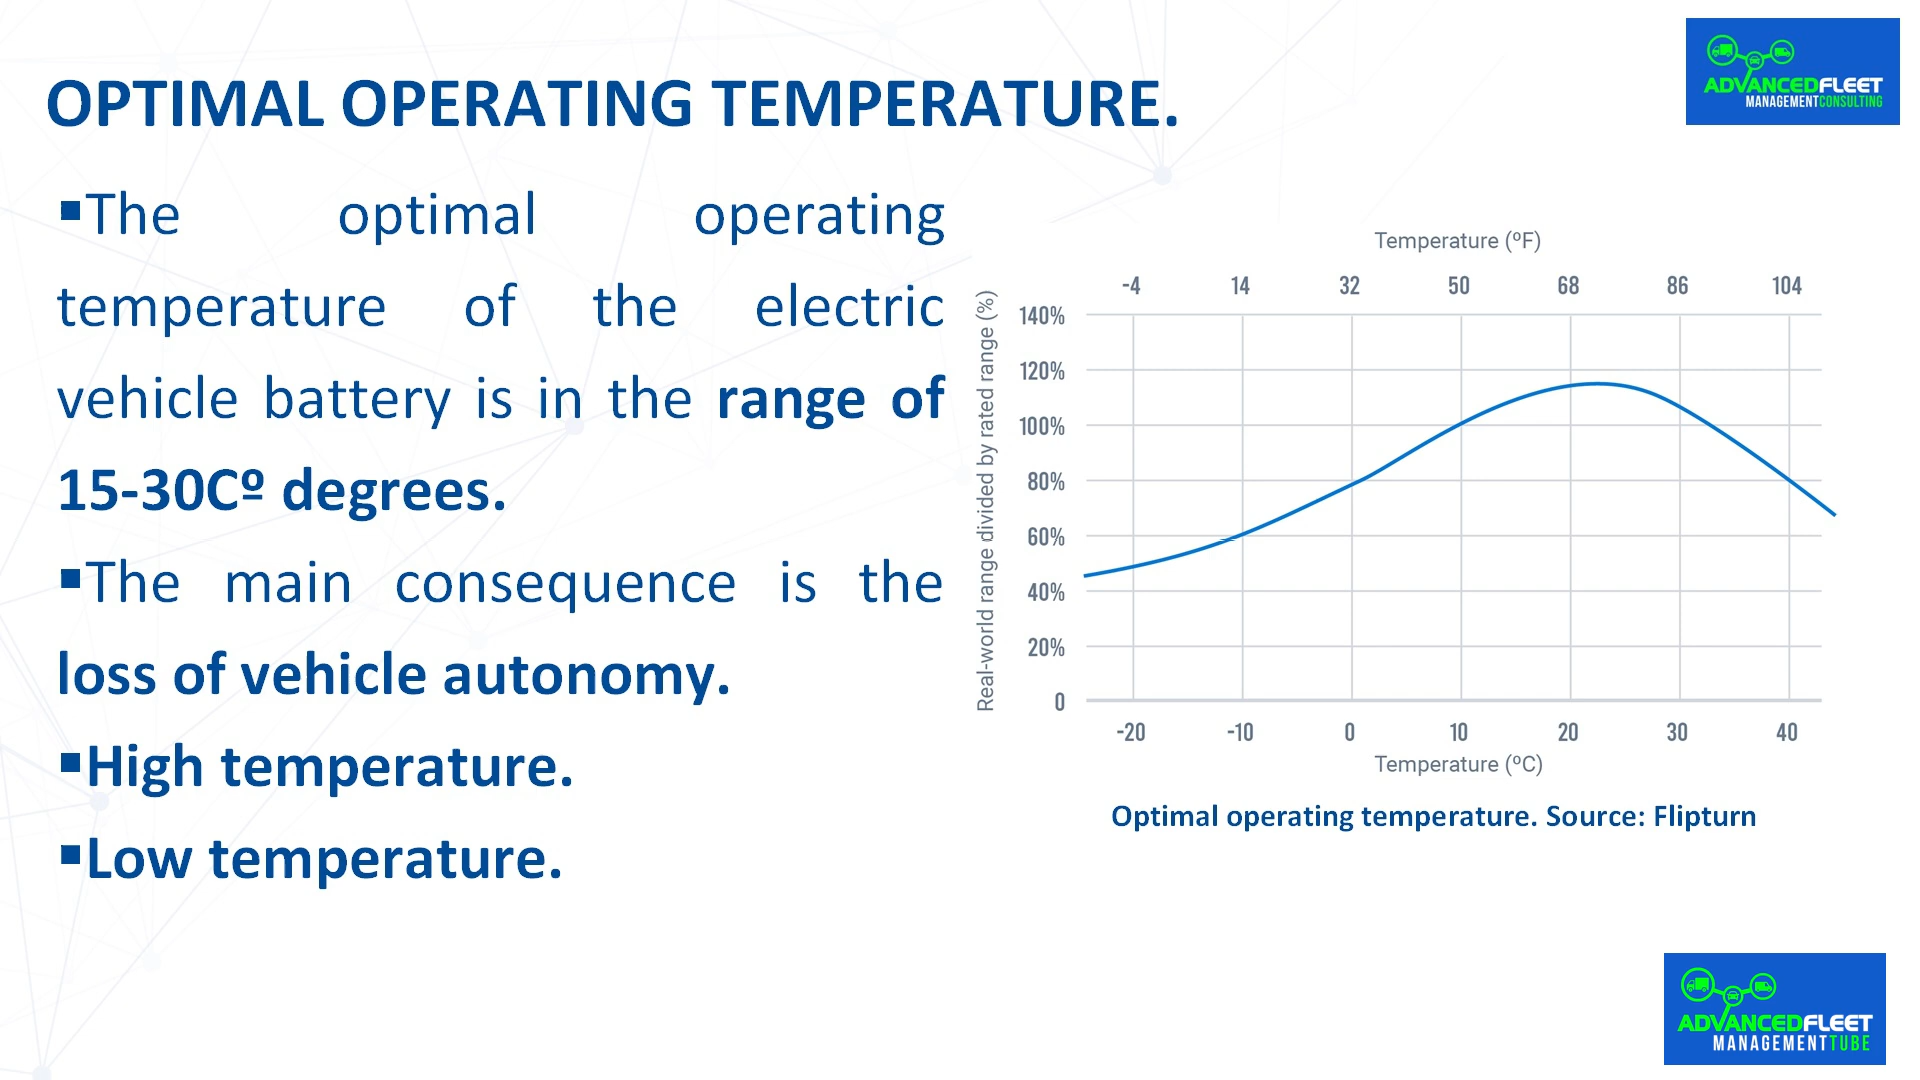 OPTIMAL OPERATING TEMPERATURE.
ADVANCEDFLEET
MANAGEMENTCONSULTING
▪The optimal operating
temperature of the electric
vehicle battery is in the range of
15-30Cº degrees.
▪The main consequence is the
loss of vehicle autonomy.
▪High temperature.
▪Low temperature.
Temperature (ºF)
-4 14 32 50 68 86 104
Real-world range divided by rated range (%)
140%
120%
100%
80%
60%
40%
20%
0
-20 -10 0 10 20 30 40
Temperature (ºC)
Optimal operating temperature. Source: Flipturn
ADVANCEDFLEET
MANAGEMENTTUBE